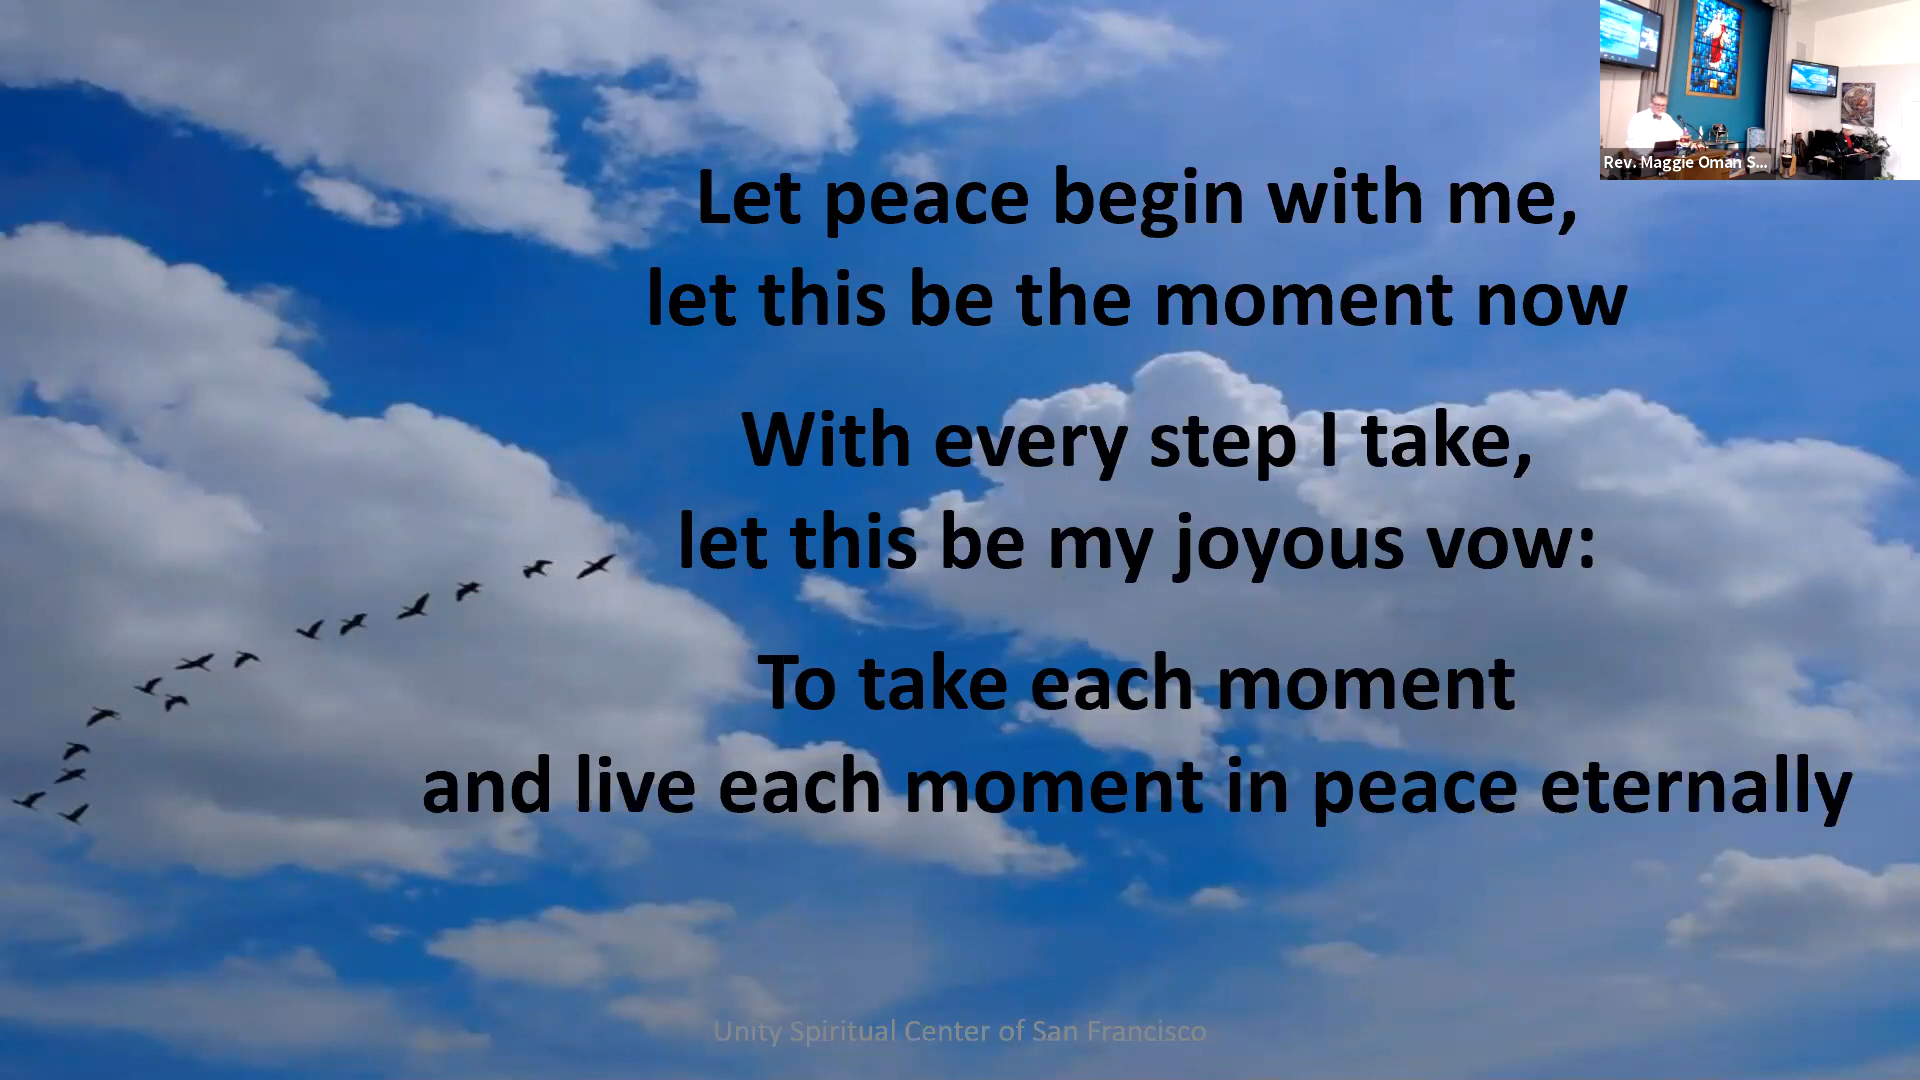 Let peace begin with me,
let this be the moment now
With every step I take,
let this be my joyous vow:
To take each moment
and live each moment in peace eternally
Rev. Maggie Oman S...
Unity Spiritual Center of San Francisco